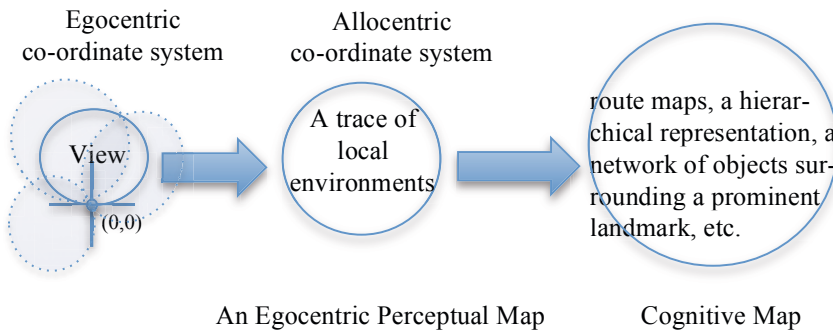 Egocentric
co-ordinate system
Allocentric
co-ordinate system
View
(0,0)
A trace of
local
environments
route maps, a hierar-
chical representation, a
network of objects sur-
rounding a prominent
landmark, etc.
An Egocentric Perceptual Map
Cognitive Map